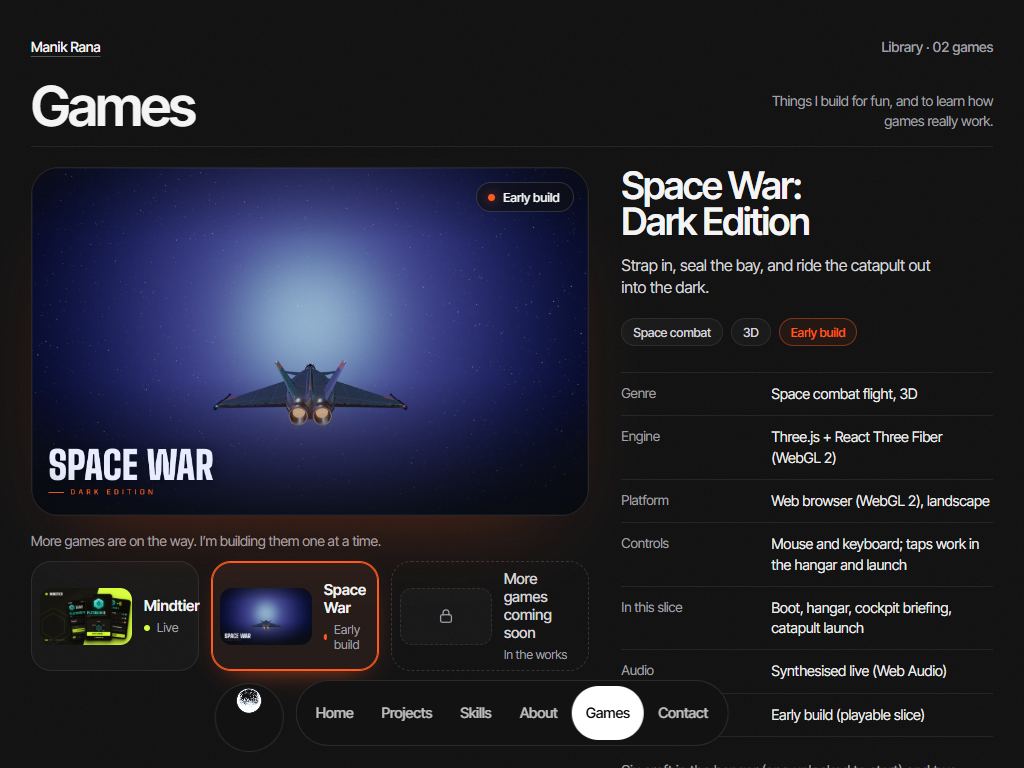 Manik Rana
Library · 02 games
Games
Things I build for fun, and to learn how
games really work.
Early build
SPACE WAR
DARK EDITION
More games are on the way. I'm building them one at a time.
Mindtier
Live
Space
War
Early
build
SPACE WAR
More
games
coming
soon
In the works
Space War:
Dark Edition
Strap in, seal the bay, and ride the catapult out
into the dark.
Space combat
3D
Early build
Genre
Space combat flight, 3D
Engine
Three.js + React Three Fiber
(WebGL 2)
Platform
Web browser (WebGL 2), landscape
Controls
Mouse and keyboard; taps work in
the hangar and launch
In this slice
Boot, hangar, cockpit briefing,
catapult launch
Audio
Synthesised live (Web Audio)
Early build (playable slice)
Home
Projects
Skills
About
Games
Contact